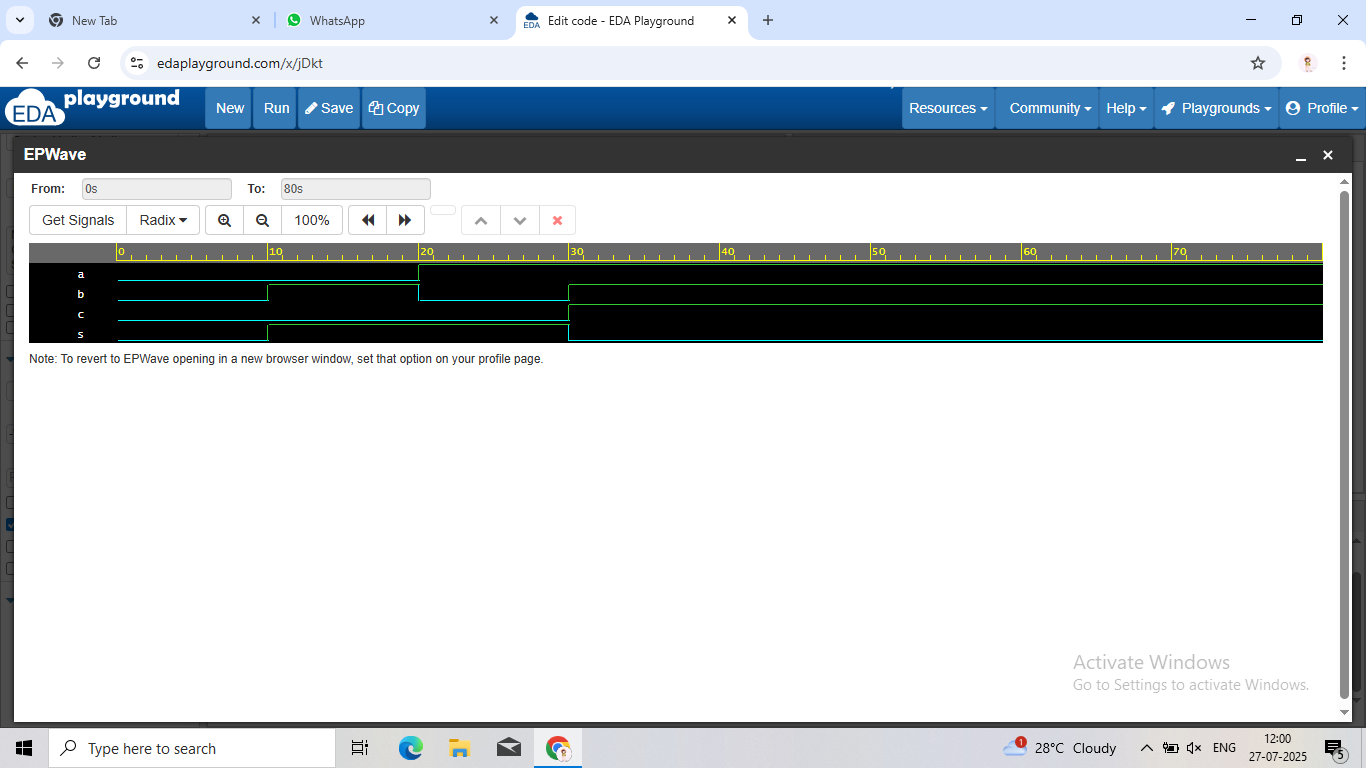 New Tab
WhatsApp
Edit code - EDA Playground
edaplayground.com/x/jDkt
EDA playground
New
Run
Save
Copy
Resources
Community
Help
Playgrounds
Profile
EPWave
From: 0s To: 80s
Get Signals
Radix
100%
0 10 20 30 40 50 60 70
a
b
c
s
Note: To revert to EPWave opening in a new browser window, set that option on your profile page.
Activate Windows
Go to Settings to activate Windows.
Type here to search
1
28°C Cloudy
ENG
12:00
27-07-2025
5